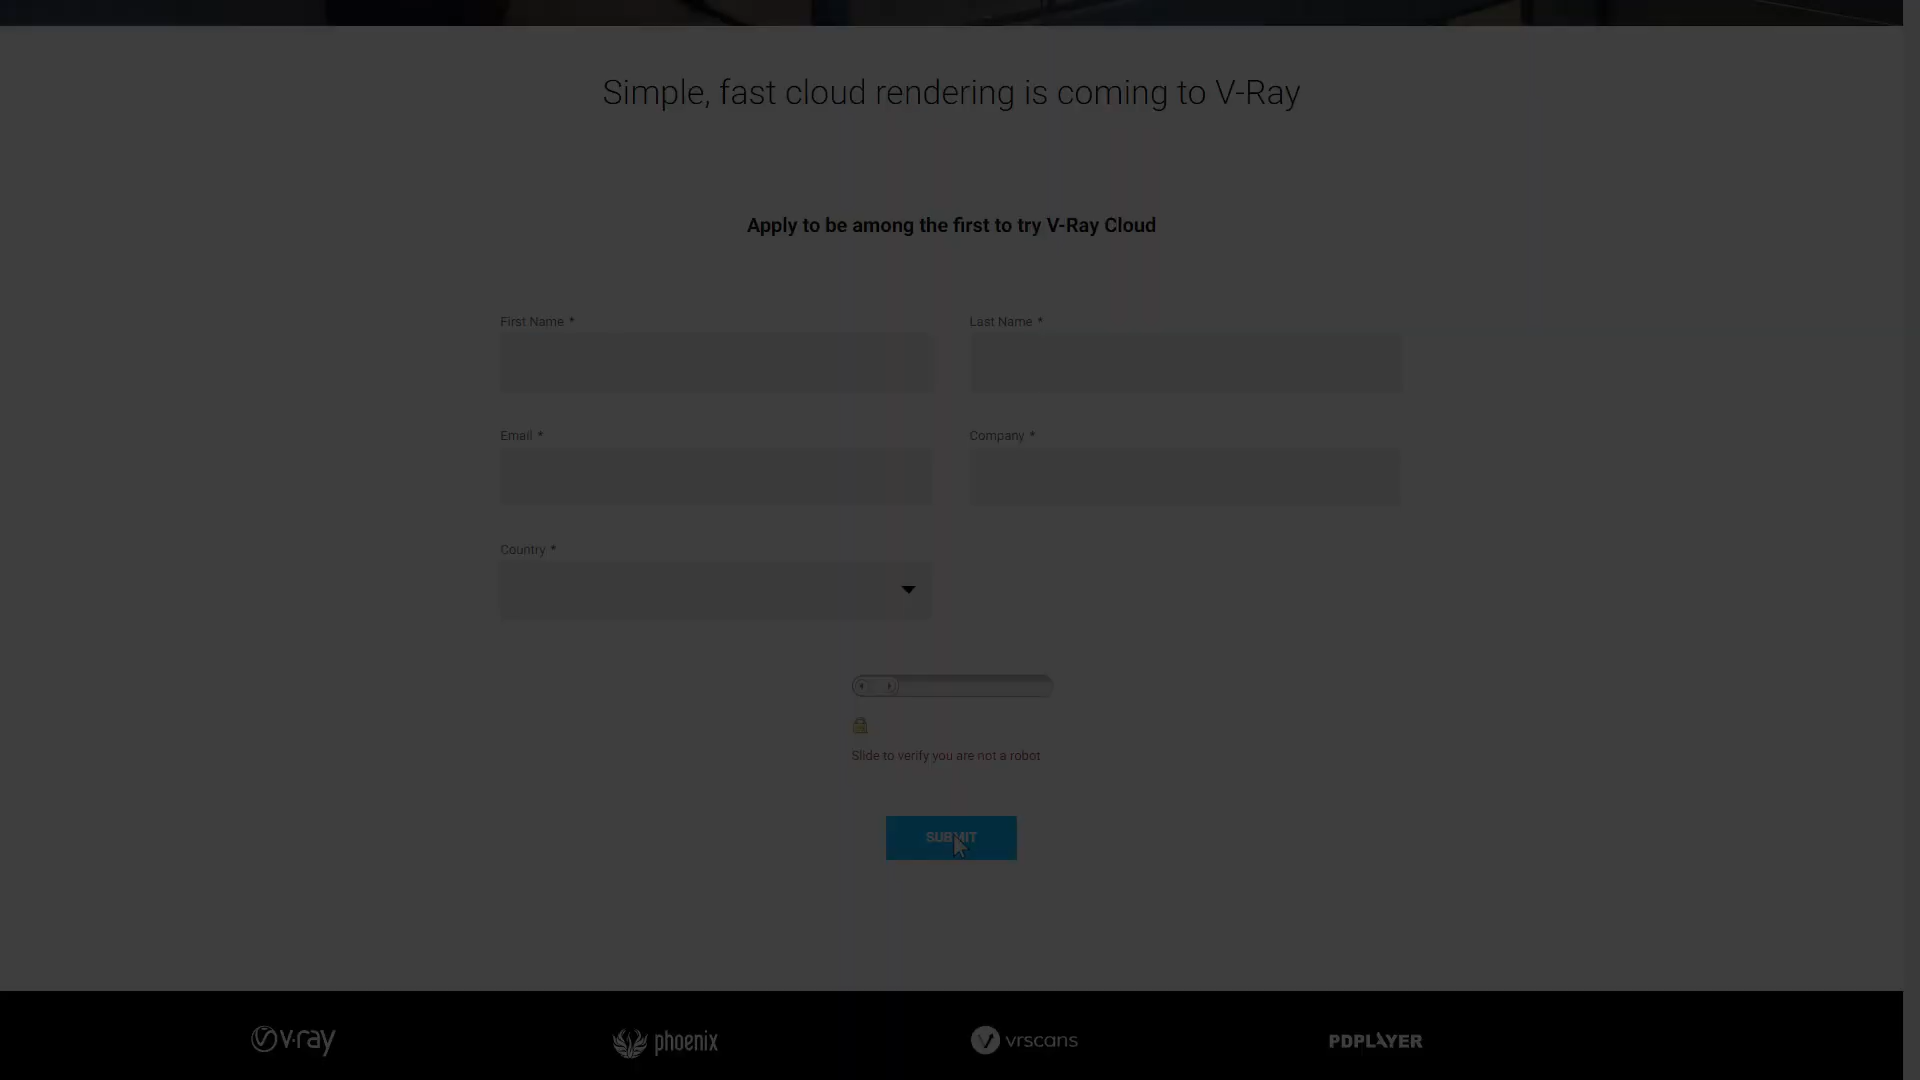 Simple, fast cloud rendering is coming to V-Ray
Apply to be among the first to try V-Ray Cloud
First Name *
Last Name *
Email *
Company *
Country *
Slide to verify you are not a robot
SUBMIT
v·ray
phoenix
vrscans
PDPLAYER